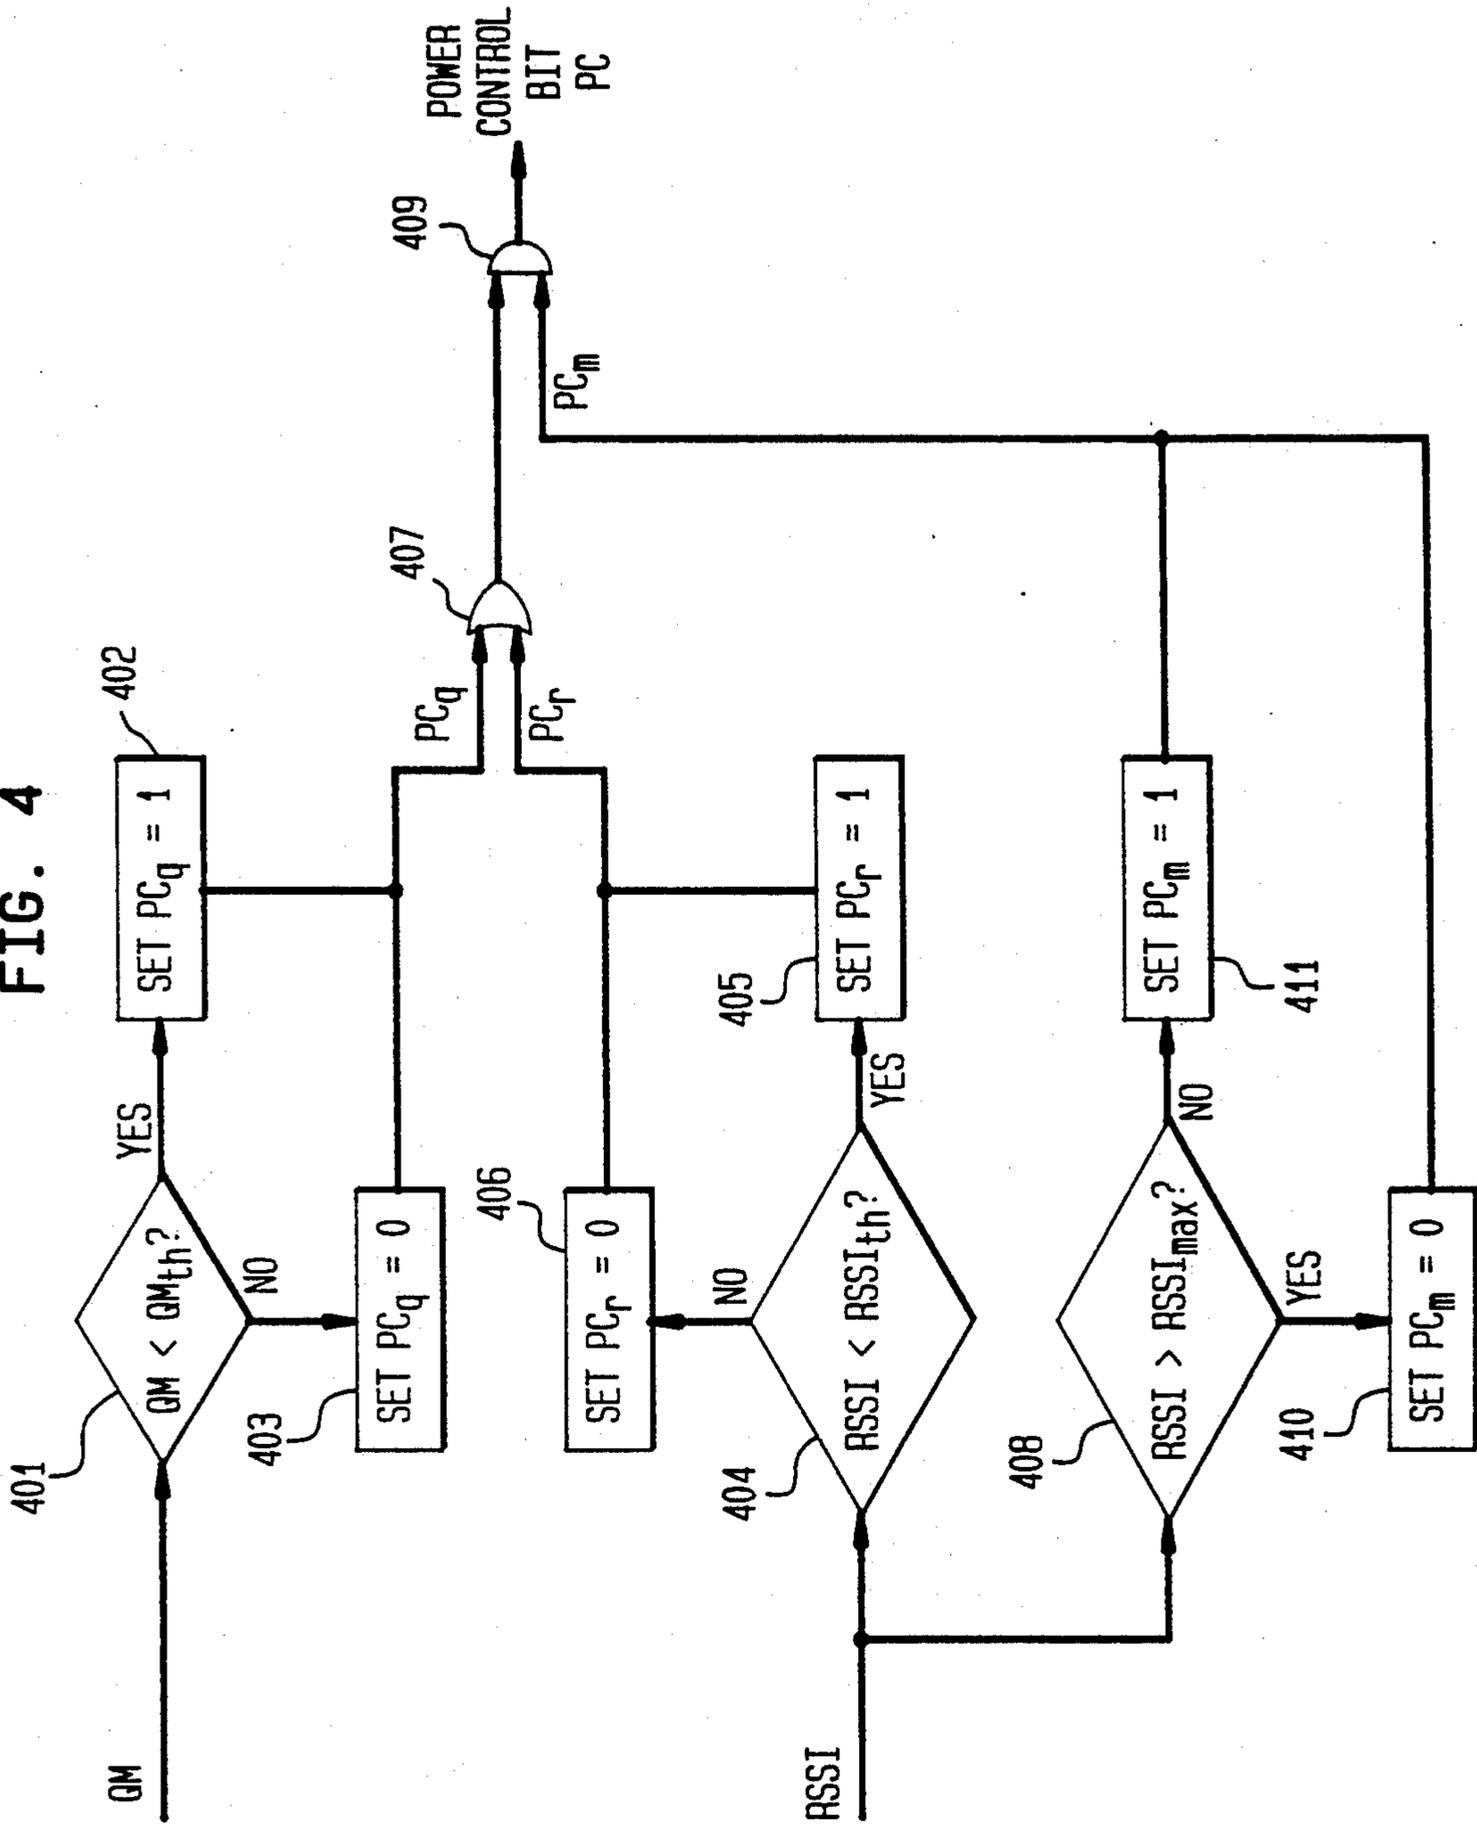 FIG. 4
QM
401
QM < QMth?
YES
NO
402
SET PCq = 1
403
SET PCq = 0
PCq
PCr
407
409
POWER
CONTROL
BIT
PC
PCm
406
SET PCr = 0
NO
RSSI
404
RSSI < RSSIth?
YES
405
SET PCr = 1
408
RSSI > RSSImax?
NO
YES
SET PCm = 1
411
410
SET PCm = 0